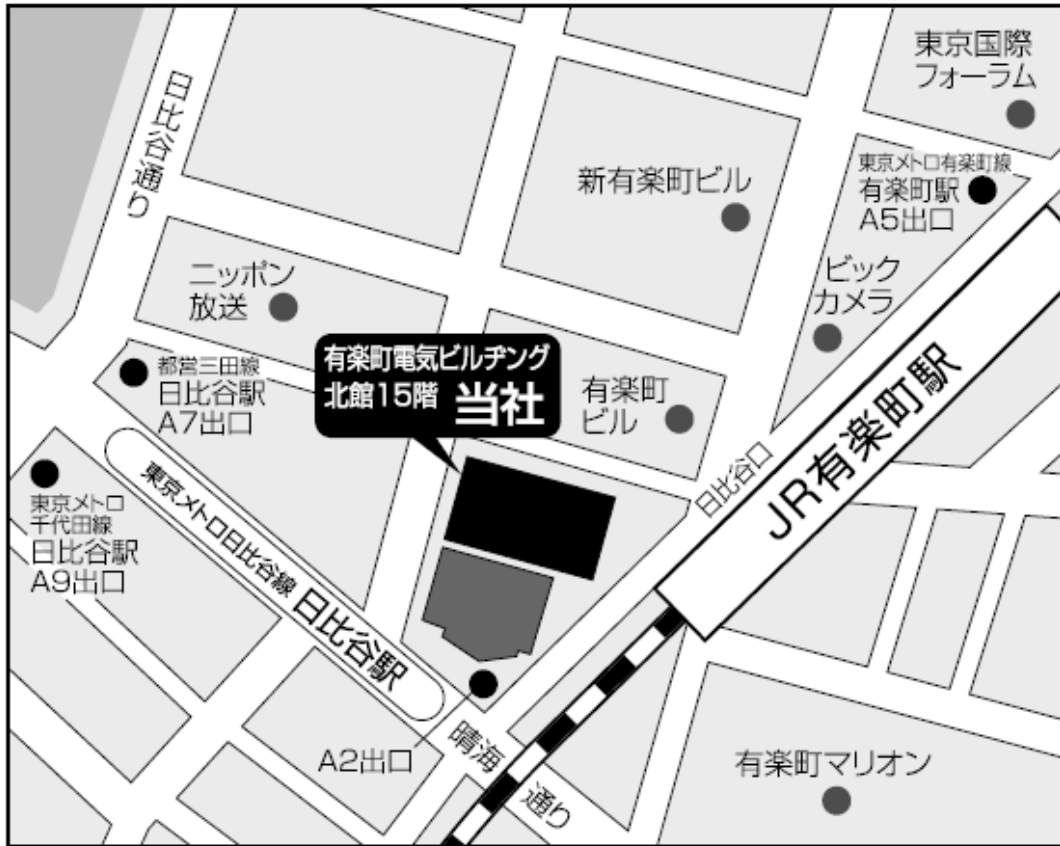 東京国際
フォーラム
日比谷通り
東京メトロ有楽町線
有楽町駅
A5出口
新有楽町ビル
ビック
カメラ
ニッポン
放送
有楽町電気ビルヂング
北館15階 当社
有楽町
ビル
都営三田線
日比谷駅
A7出口
JR有楽町駅
日比谷口
東京メトロ
千代田線
日比谷駅
A9出口
東京メトロ日比谷線 日比谷駅
A2出口
晴海通り
有楽町マリオン